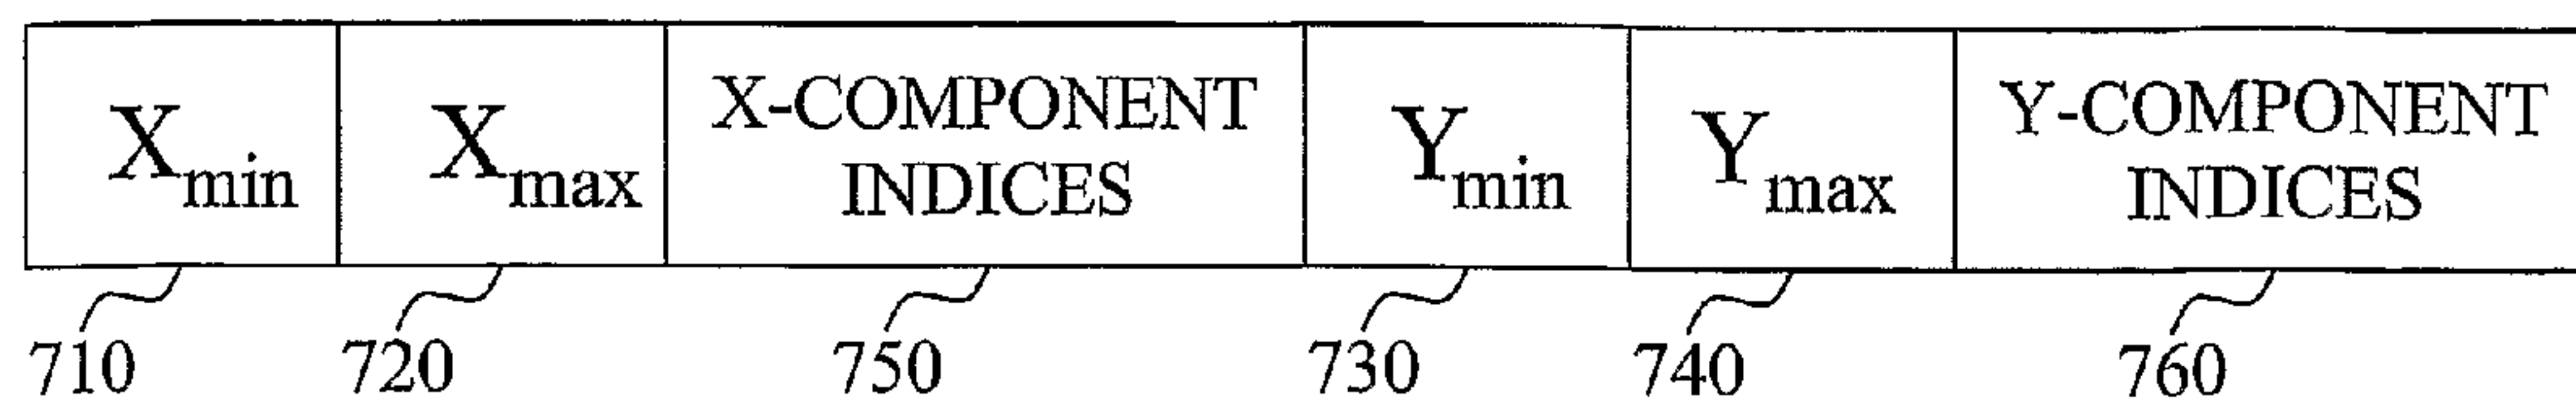 Xmin Xmax X-COMPONENT INDICES Ymin Ymax Y-COMPONENT INDICES
710 720 750 730 740 760